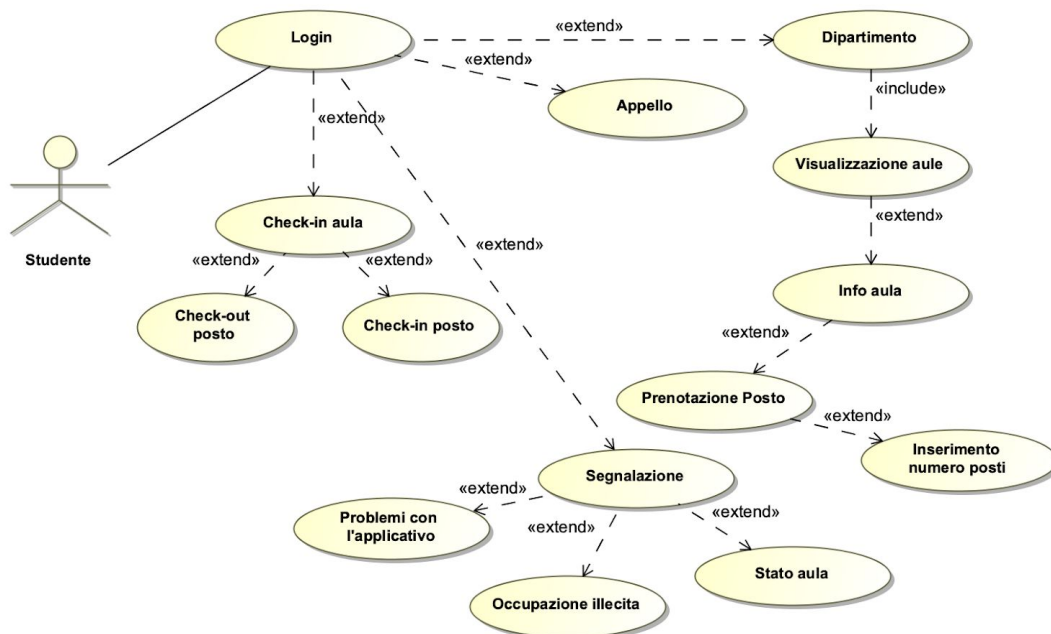 Login
«extend»
Dipartimento
«extend»
Appello
«include»
«extend»
Visualizzazione aule
Studente
Check-in aula
«extend»
«extend»
«extend»
«extend»
Check-out
posto
Check-in posto
Info aula
«extend»
Prenotazione Posto
«extend»
Inserimento
numero posti
Segnalazione
«extend»
«extend»
«extend»
Problemi con
l'applicativo
Occupazione illecita
Stato aula